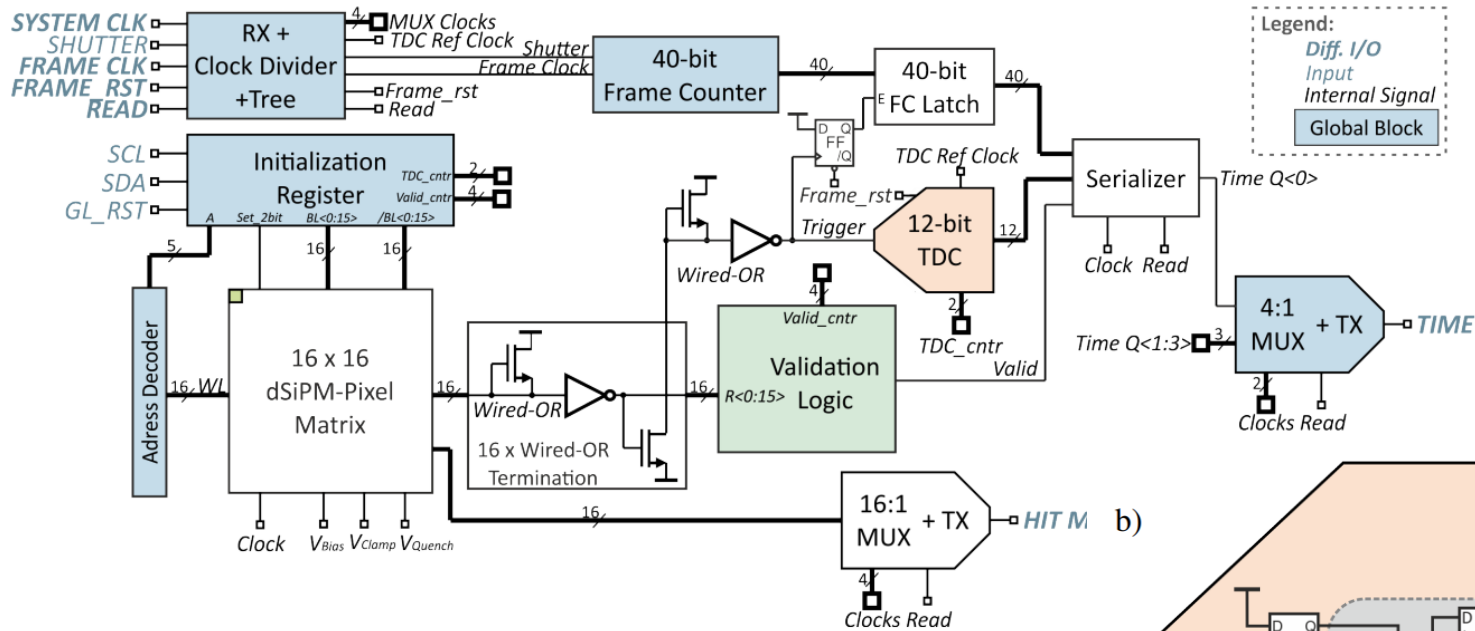 SYSTEM CLK
SHUTTER
FRAME CLK
FRAME_RST
READ
RX +
Clock Divider
+Tree
4
MUX Clocks
TDC Ref Clock
Shutter
Frame Clock
Frame_rst
Read
40-bit
Frame Counter
40
40-bit
FC Latch
E
40
D Q
FF
/Q
Frame_rst
Legend:
Diff. I/O
Input
Internal Signal
Global Block
SCL
SDA
GL_RST
Initialization
Register
TDC_cntr
2
Valid_cntr
4
A
Set_2bit
BL<0:15>
/BL<0:15>
5
16
16
Adress Decoder
16
WL
16 x 16
dSiPM-Pixel
Matrix
Clock
VBias
VClamp
VQuench
16
Wired-OR
16 x Wired-OR
Termination
16
Wired-OR
Trigger
TDC Ref Clock
12-bit
TDC
12
2
TDC_cntr
4
Valid_cntr
R<0:15>
Validation
Logic
Valid
Serializer
Clock Read
Time Q<0>
Time Q<1:3>
3
4:1
MUX
+ TX
TIME
2
Clocks Read
16
16:1
MUX
+ TX
HIT M
4
Clocks Read
b)
D Q
D